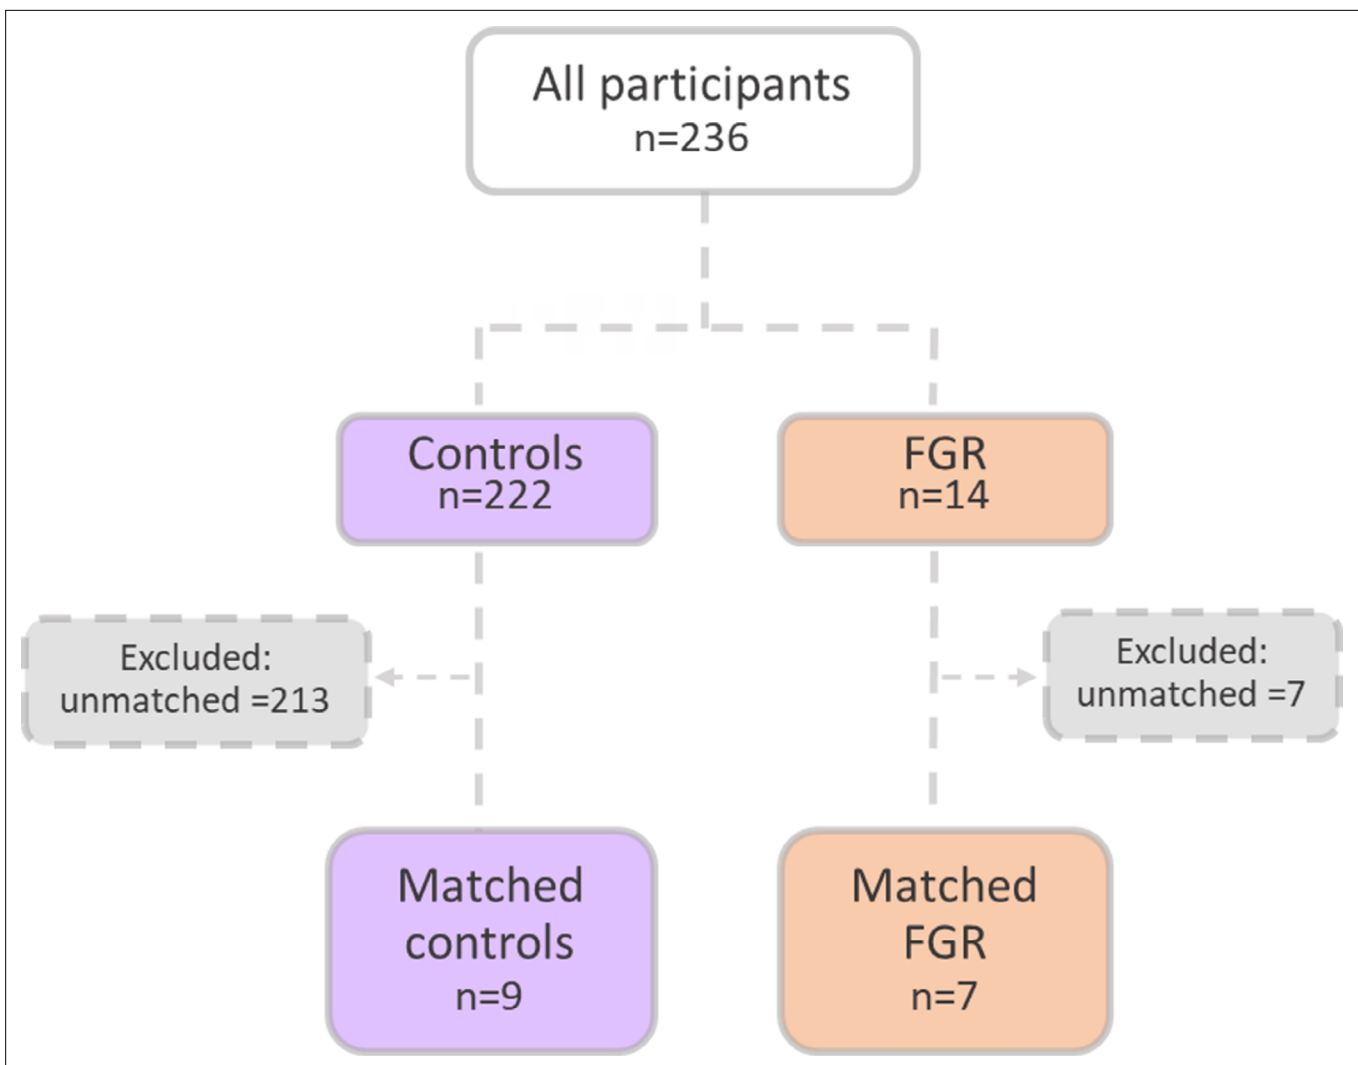 All participants
n=236
Controls
n=222
FGR
n=14
Excluded:
unmatched =213
Excluded:
unmatched =7
Matched
controls
n=9
Matched
FGR
n=7